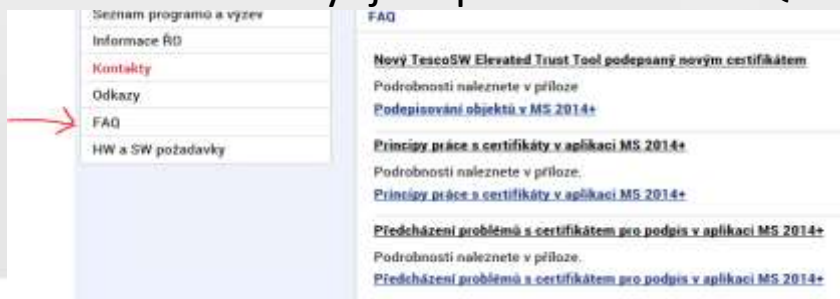 Seznam programů a výzev
Informace ŘO
Kontakty
Odkazy
FAQ
HW a SW požadavky
FAQ
Nový TescoSW Elevated Trust Tool podepsaný novým certifikátem
Podrobnosti naleznete v příloze
Podepisování objektů v MS 2014+
Principy práce s certifikáty v aplikaci MS 2014+
Podrobnosti naleznete v příloze.
Principy práce s certifikáty v aplikaci MS 2014+
Předcházení problémů s certifikátem pro podpis v aplikaci MS 2014+
Podrobnosti naleznete v příloze.
Předcházení problémů s certifikátem pro podpis v aplikaci MS 2014+